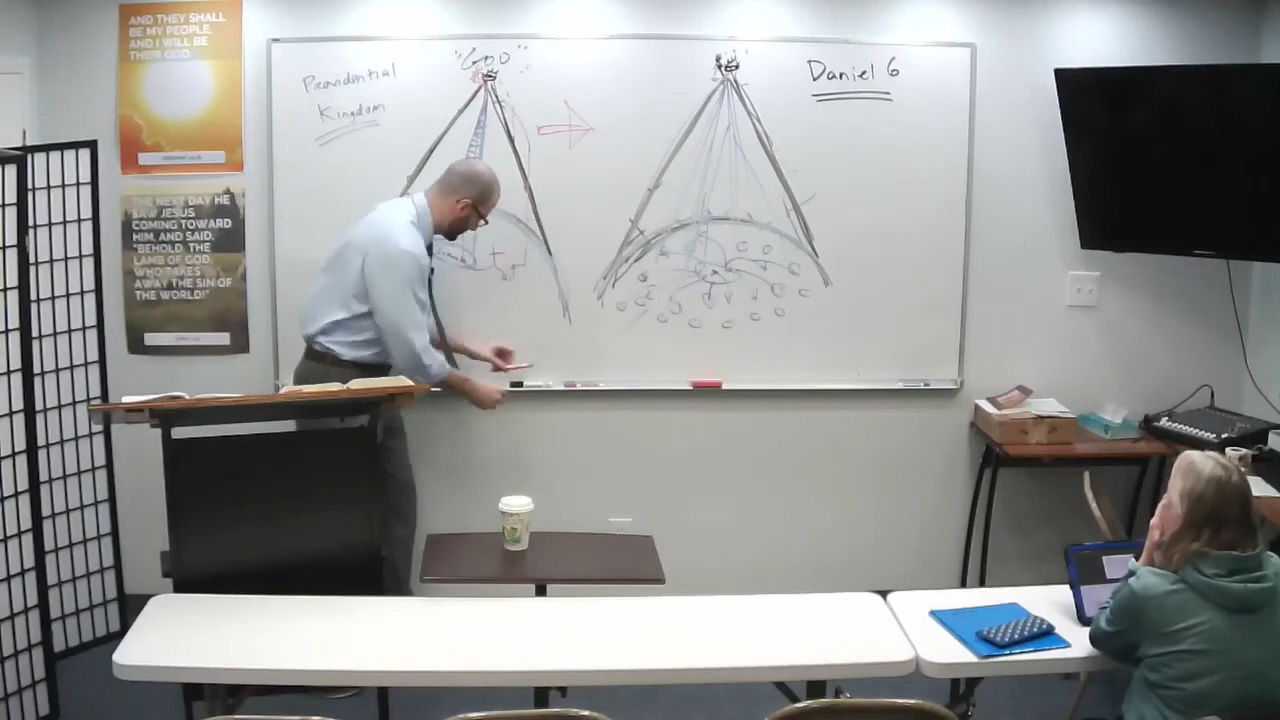 AND THEY SHALL
BE MY PEOPLE,
AND I WILL BE
THEIR GOD.
THE NEXT DAY HE
SAW JESUS
COMING TOWARD
HIM, AND SAID,
"BEHOLD, THE
LAMB OF GOD,
WHO TAKES
AWAY THE SIN OF
THE WORLD!"
Providential
Kingdom
"GOD"
Daniel 6